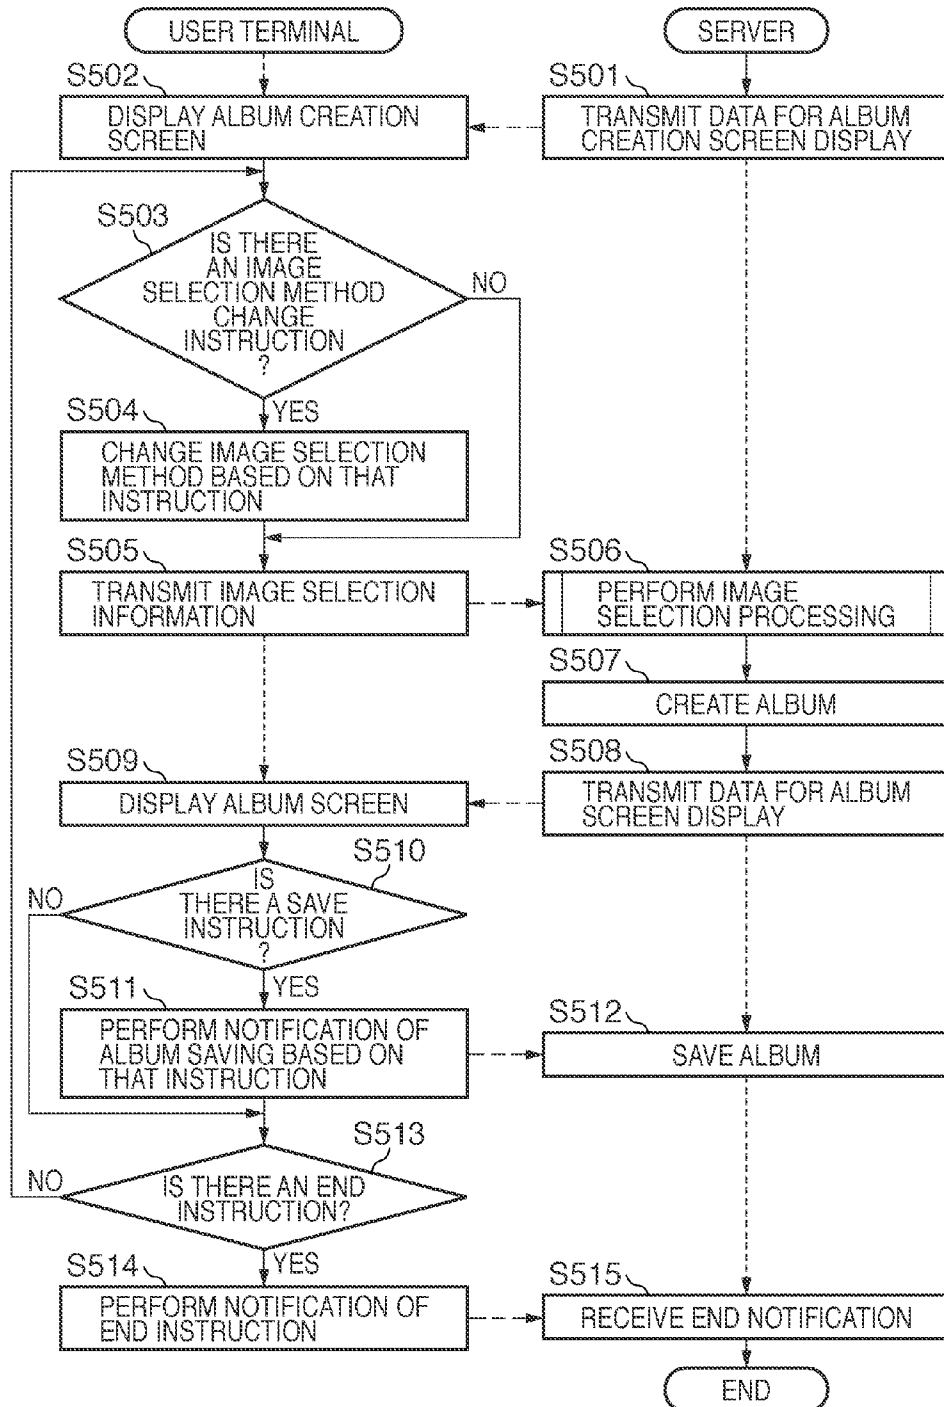 USER TERMINAL
SERVER
S502
DISPLAY ALBUM CREATION
SCREEN
S501
TRANSMIT DATA FOR ALBUM
CREATION SCREEN DISPLAY
S503
IS THERE
AN IMAGE
SELECTION METHOD
CHANGE
INSTRUCTION
?
NO
YES
S504
CHANGE IMAGE SELECTION
METHOD BASED ON THAT
INSTRUCTION
S505
TRANSMIT IMAGE SELECTION
INFORMATION
S506
PERFORM IMAGE
SELECTION PROCESSING
S507
CREATE ALBUM
S508
TRANSMIT DATA FOR ALBUM
SCREEN DISPLAY
S509
DISPLAY ALBUM SCREEN
S510
IS
THERE A SAVE
INSTRUCTION
?
NO
YES
S511
PERFORM NOTIFICATION OF
ALBUM SAVING BASED ON
THAT INSTRUCTION
S512
SAVE ALBUM
S513
IS THERE AN END
INSTRUCTION?
NO
YES
S514
PERFORM NOTIFICATION OF
END INSTRUCTION
S515
RECEIVE END NOTIFICATION
END